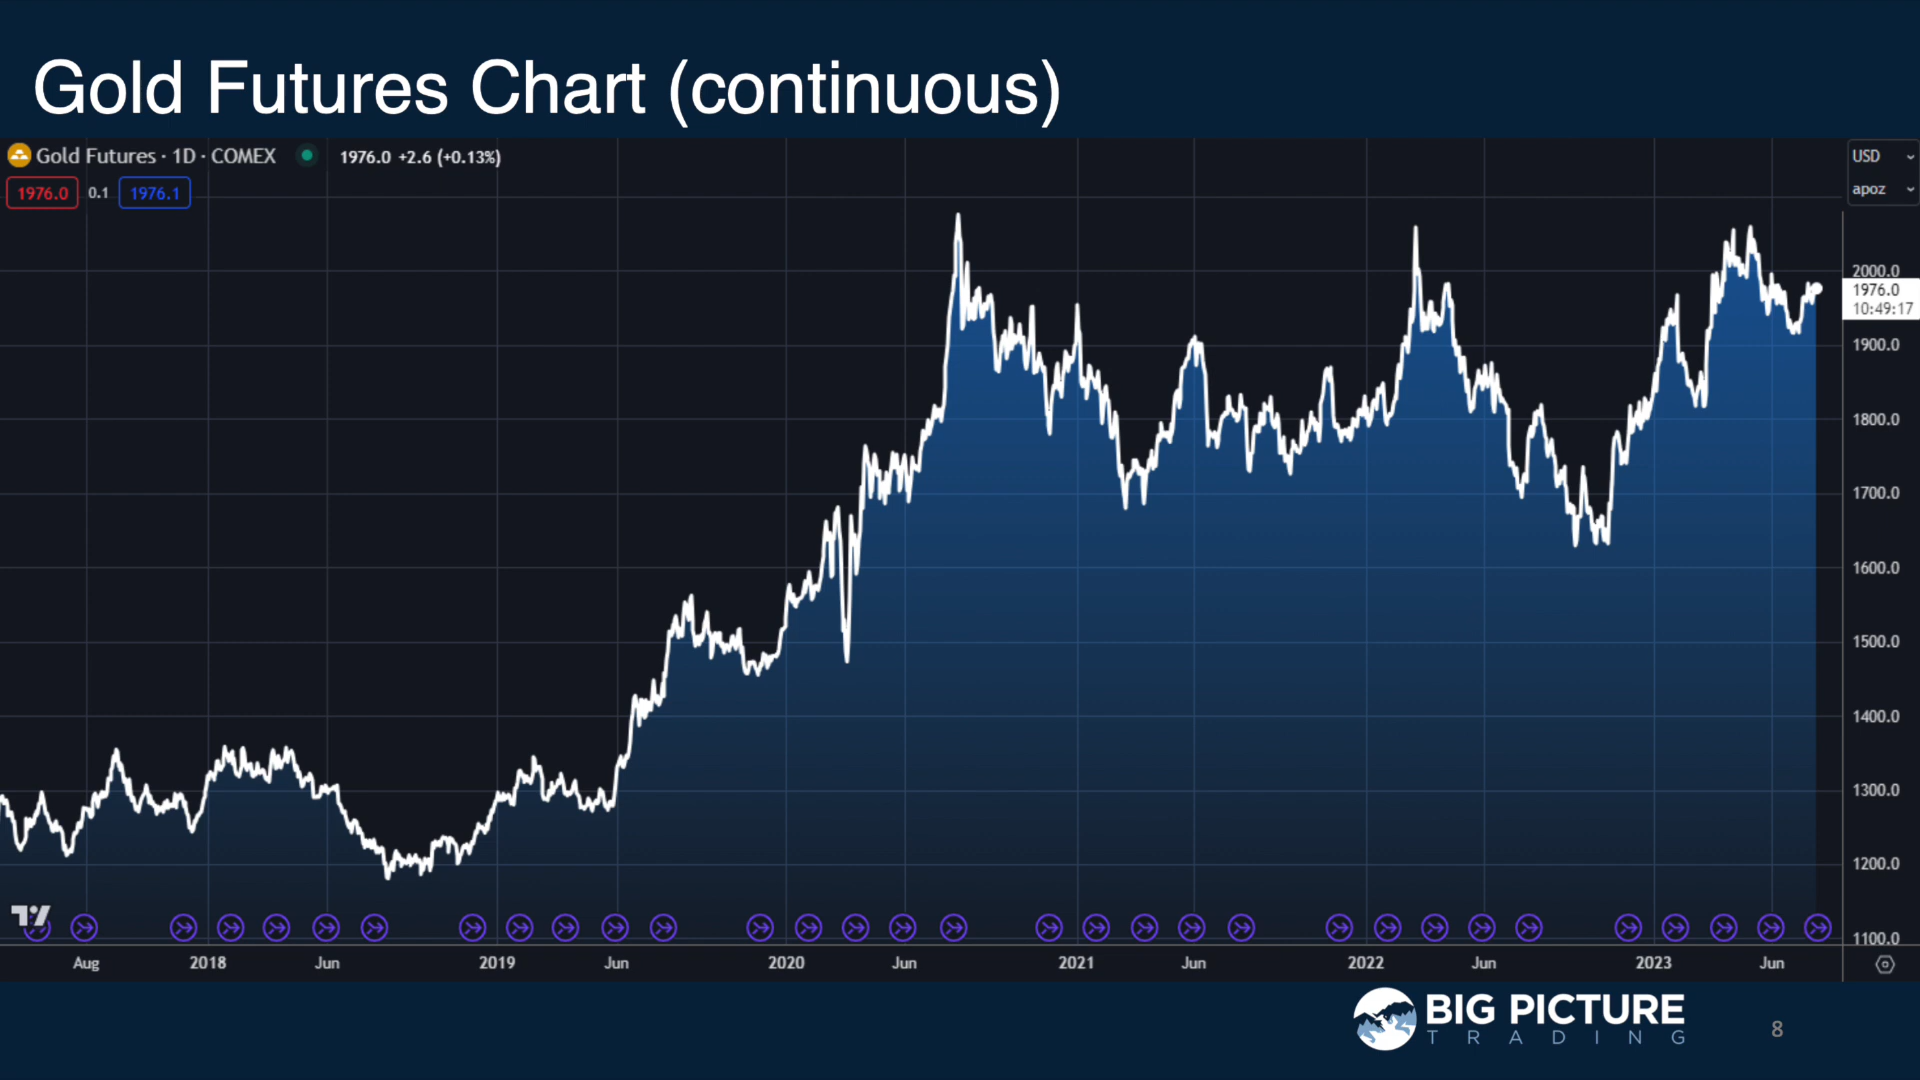 Gold Futures Chart (continuous)
Gold Futures · 1D · COMEX 1976.0 +2.6 (+0.13%)
1976.0 0.1 1976.1
USD
apoz
2000.0
1976.0
10:49:17
1900.0
1800.0
1700.0
1600.0
1500.0
1400.0
1300.0
1200.0
1100.0
Aug 2018 Jun 2019 Jun 2020 Jun 2021 Jun 2022 Jun 2023 Jun
BIG PICTURE
TRADING
8